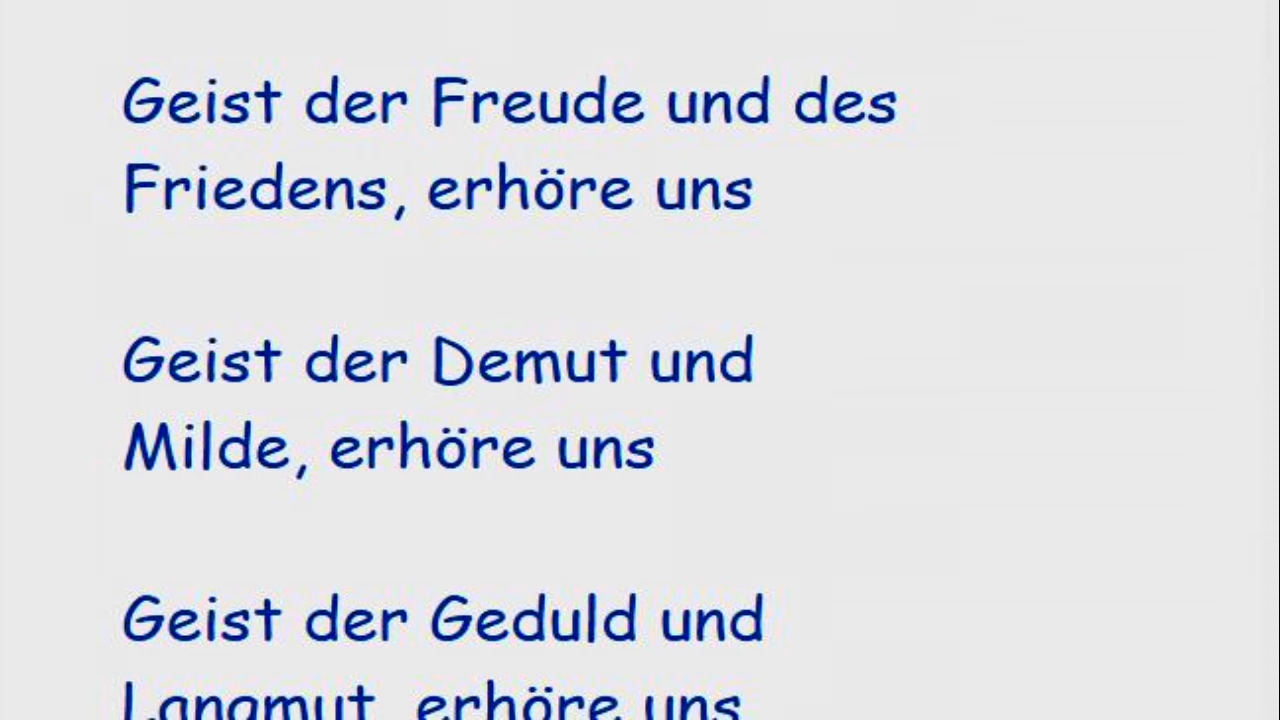 Geist der Freude und des
Friedens, erhöre uns
Geist der Demut und
Milde, erhöre uns
Geist der Geduld und
Langmut, erhöre uns